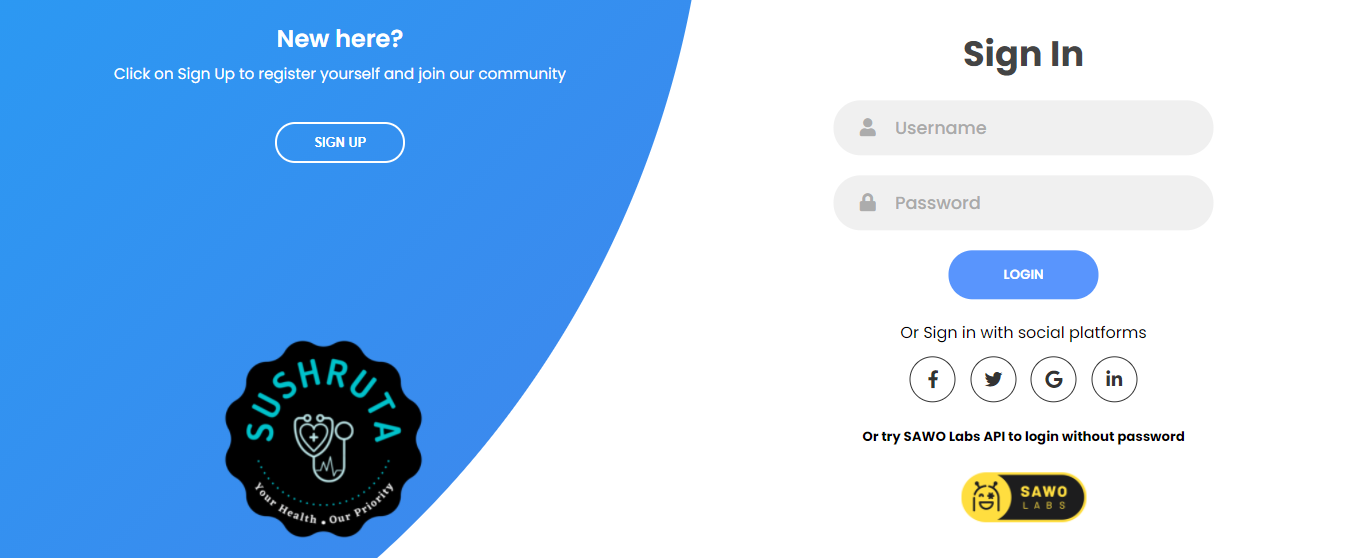 New here?
Click on Sign Up to register yourself and join our community
SIGN UP
SUSHRUTA
Your Health • Our Priority
Sign In
Username
Password
LOGIN
Or Sign in with social platforms
Or try SAWO Labs API to login without password
SAWO
LABS